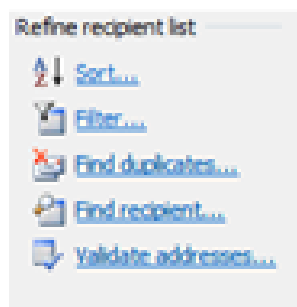 Refine recipient list
Sort...
Filter...
Find duplicates...
Find recipient...
Validate addresses...